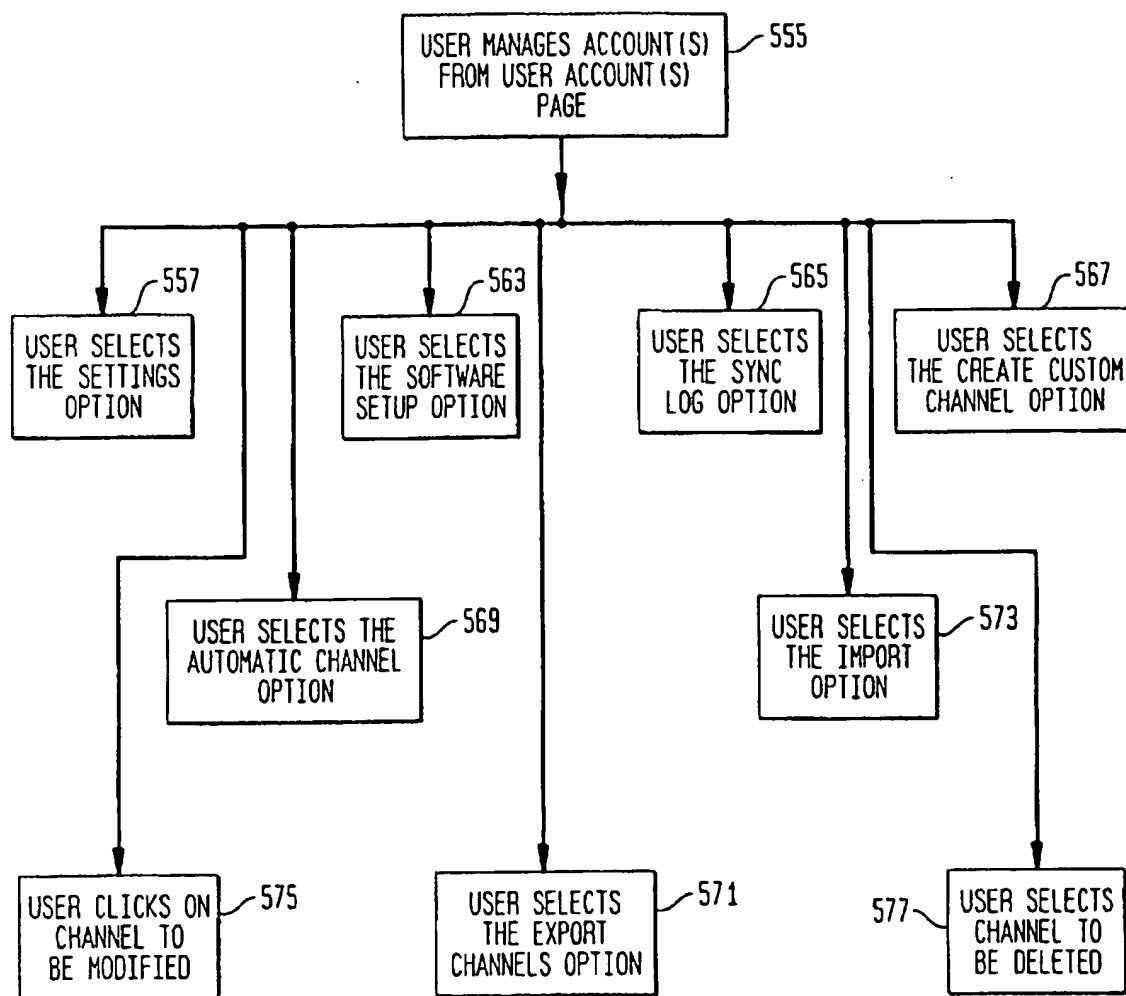 USER MANAGES ACCOUNT(S)
FROM USER ACCOUNT(S)
PAGE
555
557
563
565
567
USER SELECTS
THE SETTINGS
OPTION
USER SELECTS
THE SOFTWARE
SETUP OPTION
USER SELECTS
THE SYNC
LOG OPTION
USER SELECTS
THE CREATE CUSTOM
CHANNEL OPTION
USER SELECTS THE
AUTOMATIC CHANNEL
OPTION
569
USER SELECTS
THE IMPORT
OPTION
573
USER CLICKS ON
CHANNEL TO
BE MODIFIED
575
USER SELECTS
THE EXPORT
CHANNELS OPTION
571
577
USER SELECTS
CHANNEL TO
BE DELETED